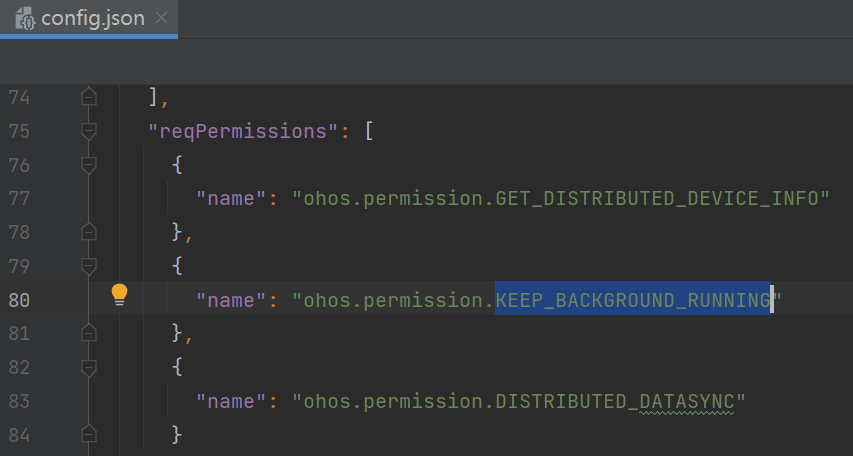 config.json
74 ],
75 "reqPermissions": [
76 {
77 "name": "ohos.permission.GET_DISTRIBUTED_DEVICE_INFO"
78 },
79 {
80 "name": "ohos.permission.KEEP_BACKGROUND_RUNNING"
81 },
82 {
83 "name": "ohos.permission.DISTRIBUTED_DATASYNC"
84 }